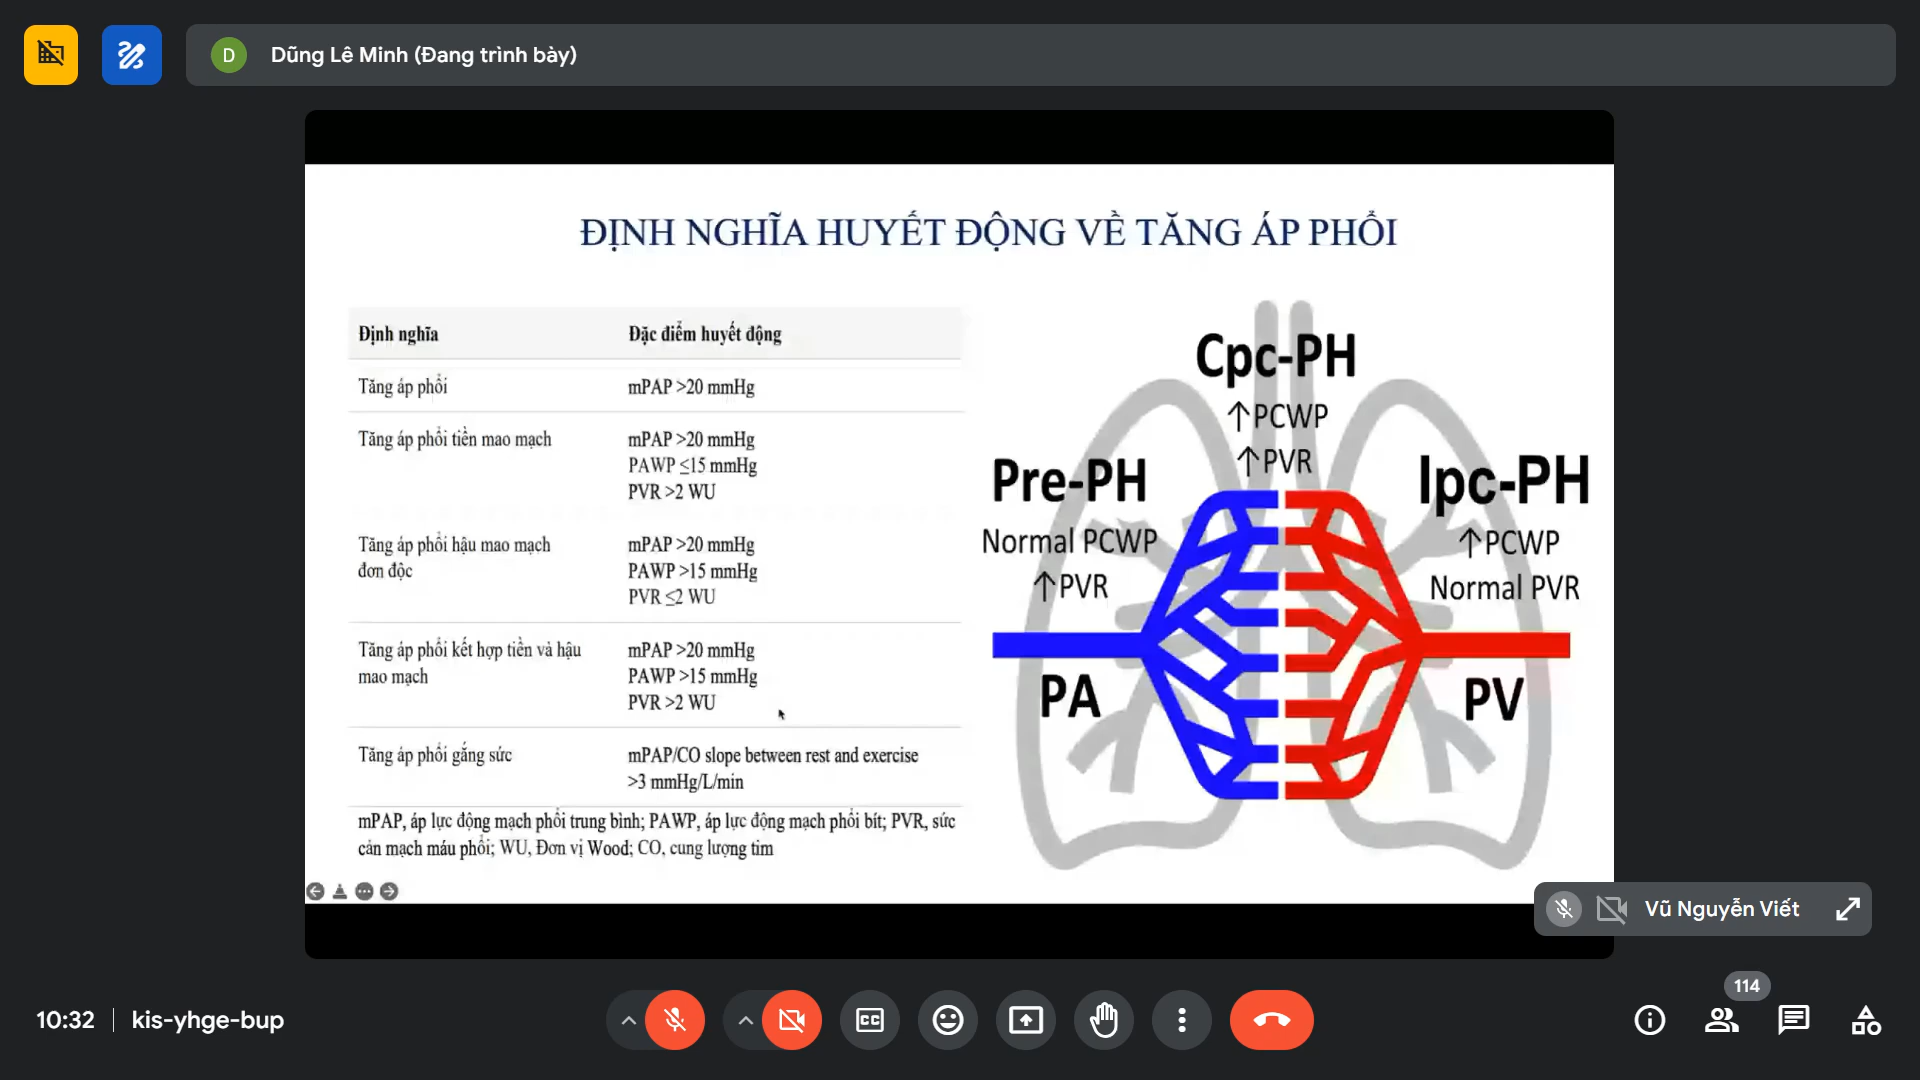 D Dũng Lê Minh (Đang trình bày)
ĐỊNH NGHĨA HUYẾT ĐỘNG VỀ TĂNG ÁP PHỔI
Định nghĩa Đặc điểm huyết động
Tăng áp phổi mPAP >20 mmHg
Tăng áp phổi tiền mao mạch mPAP >20 mmHg
PAWP ≤15 mmHg
PVR >2 WU
Tăng áp phổi hậu mao mạch mPAP >20 mmHg
đơn độc PAWP >15 mmHg
PVR ≤2 WU
Tăng áp phổi kết hợp tiền và hậu mPAP >20 mmHg
mao mạch PAWP >15 mmHg
PVR >2 WU
Tăng áp phổi gắng sức mPAP/CO slope between rest and exercise
>3 mmHg/L/min
mPAP, áp lực động mạch phổi trung bình; PAWP, áp lực động mạch phổi bít; PVR, sức
cản mạch máu phổi; WU, Đơn vị Wood; CO, cung lượng tim
Cpc-PH
↑PCWP
↑PVR
Pre-PH
Normal PCWP
↑PVR
Ipc-PH
↑PCWP
Normal PVR
PA
PV
Vũ Nguyễn Viết
10:32 kis-yhge-bup
CC
114